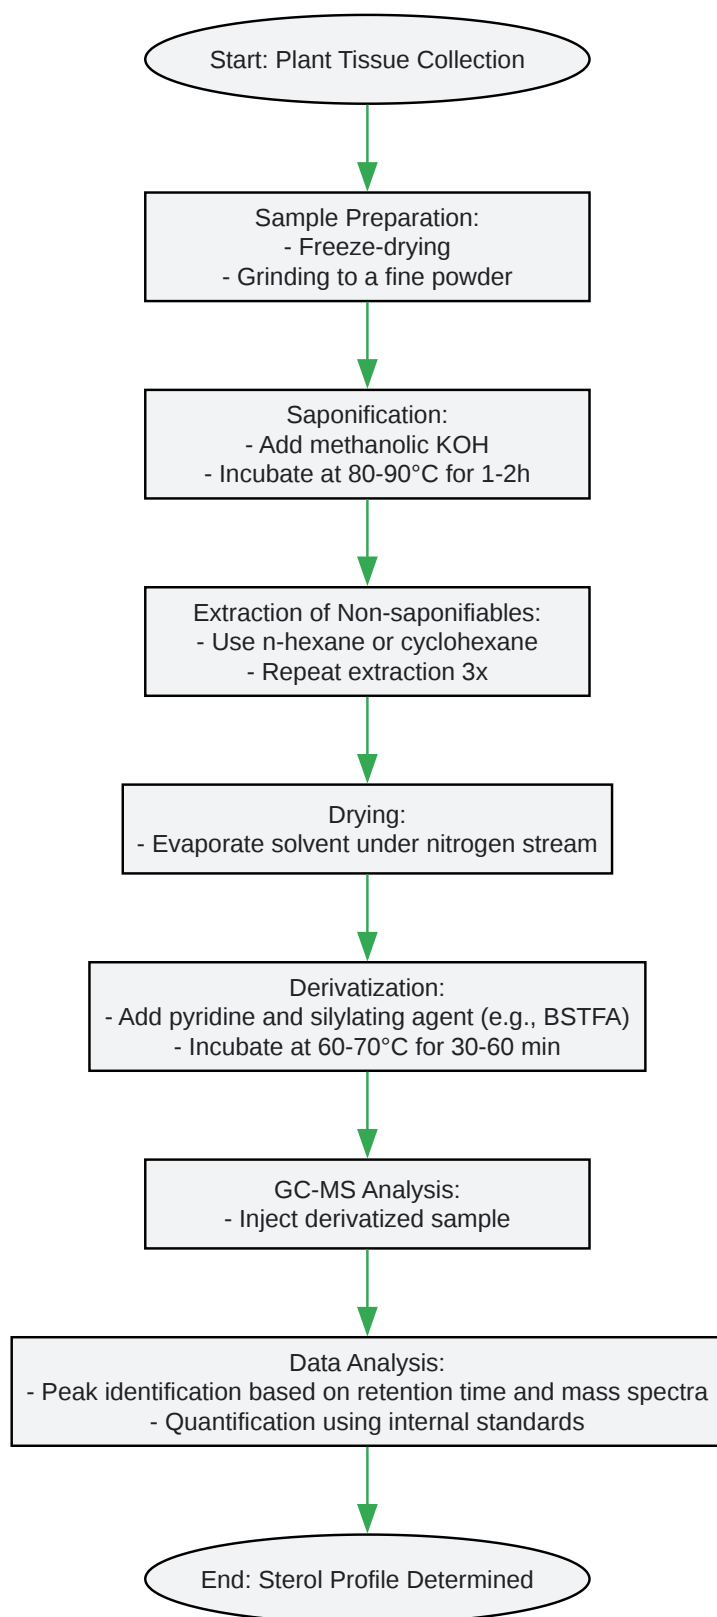 Start: Plant Tissue Collection
Sample Preparation:
- Freeze-drying
- Grinding to a fine powder
Saponification:
- Add methanolic KOH
- Incubate at 80-90°C for 1-2h
Extraction of Non-saponifiables:
- Use n-hexane or cyclohexane
- Repeat extraction 3x
Drying:
- Evaporate solvent under nitrogen stream
Derivatization:
- Add pyridine and silylating agent (e.g., BSTFA)
- Incubate at 60-70°C for 30-60 min
GC-MS Analysis:
- Inject derivatized sample
Data Analysis:
- Peak identification based on retention time and mass spectra
- Quantification using internal standards
End: Sterol Profile Determined